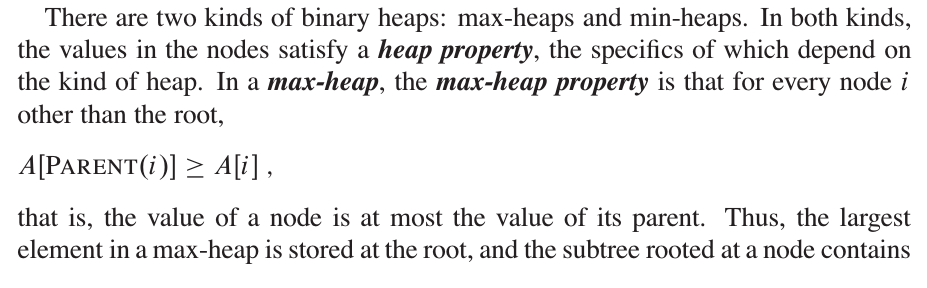 There are two kinds of binary heaps: max-heaps and min-heaps. In both kinds,
the values in the nodes satisfy a heap property, the specifics of which depend on
the kind of heap. In a max-heap, the max-heap property is that for every node i
other than the root,
A[PARENT(i)] ≥ A[i] ,
that is, the value of a node is at most the value of its parent. Thus, the largest
element in a max-heap is stored at the root, and the subtree rooted at a node contains